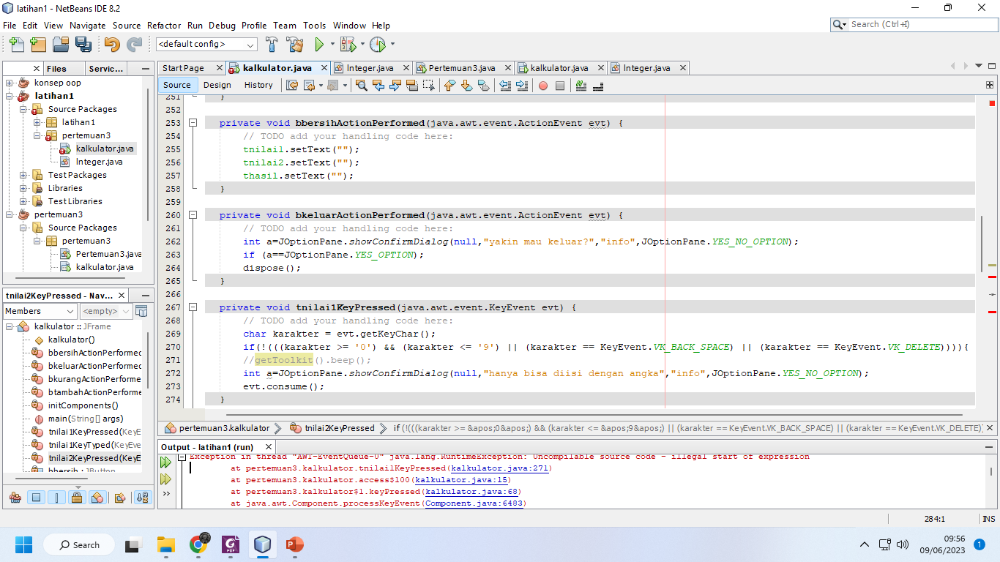 latihan1 - NetBeans IDE 8.2
File Edit View Navigate Source Refactor Run Debug Profile Team Tools Window Help
Search (Ctrl+I)
<default config>
Files Servic...
Start Page kalkulator.java Integer.java Pertemuan3.java kalkulator.java Integer.java
Source Design History
konsep oop
latihan1
Source Packages
latihan1
pertemuan3
kalkulator.java
Integer.java
Test Packages
Libraries
Test Libraries
pertemuan3
Source Packages
pertemuan3
Pertemuan3.java
kalkulator.java
251 }
252
253 private void bbersihActionPerformed(java.awt.event.ActionEvent evt) {
254 // TODO add your handling code here:
255 tnilai1.setText("");
256 tnilai2.setText("");
257 thasil.setText("");
258 }
259
260 private void bkeluarActionPerformed(java.awt.event.ActionEvent evt) {
261 // TODO add your handling code here:
262 int a=JOptionPane.showConfirmDialog(null,"yakin mau keluar?","info",JOptionPane.YES_NO_OPTION);
263 if (a==JOptionPane.YES_OPTION);
264 dispose();
265 }
266
267 private void tnilai1KeyPressed(java.awt.event.KeyEvent evt) {
268 // TODO add your handling code here:
269 char karakter = evt.getKeyChar();
270 if(!(((karakter >= '0') && (karakter <= '9') || (karakter == KeyEvent.VK_BACK_SPACE) || (karakter == KeyEvent.VK_DELETE)))){
271 //getToolkit().beep();
272 int a=JOptionPane.showConfirmDialog(null,"hanya bisa diisi dengan angka","info",JOptionPane.YES_NO_OPTION);
273 evt.consume();
274 }
tnilai2KeyPressed - Nav...
Members <empty>
kalkulator :: JFrame
kalkulator()
bbersihActionPerformed
bkeluarActionPerformed
bkurangActionPerforme
btambahActionPerforme
initComponents()
main(String[] args)
tnilai1KeyPressed(KeyE
tnilai1KeyTyped(KeyEve
tnilai2KeyPressed(KeyE
bbersih : JButton
pertemuan3.kalkulator tnilai2KeyPressed if (!(((karakter >= &apos;0&apos;) && (karakter <= &apos;9&apos;) || (karakter == KeyEvent.VK_BACK_SPACE) || (karakter == KeyEvent.VK_DELETE))
Output - latihan1 (run)
Exception in thread "AWT-EventQueue-0" java.lang.RuntimeException: Uncompilable source code - illegal start of expression
at pertemuan3.kalkulator.tnilai1KeyPressed(kalkulator.java:271)
at pertemuan3.kalkulator.access$100(kalkulator.java:15)
at pertemuan3.kalkulator$1.keyPressed(kalkulator.java:68)
at java.awt.Component.processKeyEvent(Component.java:6483)
284:1 INS
Search
09:56
09/06/2023
1